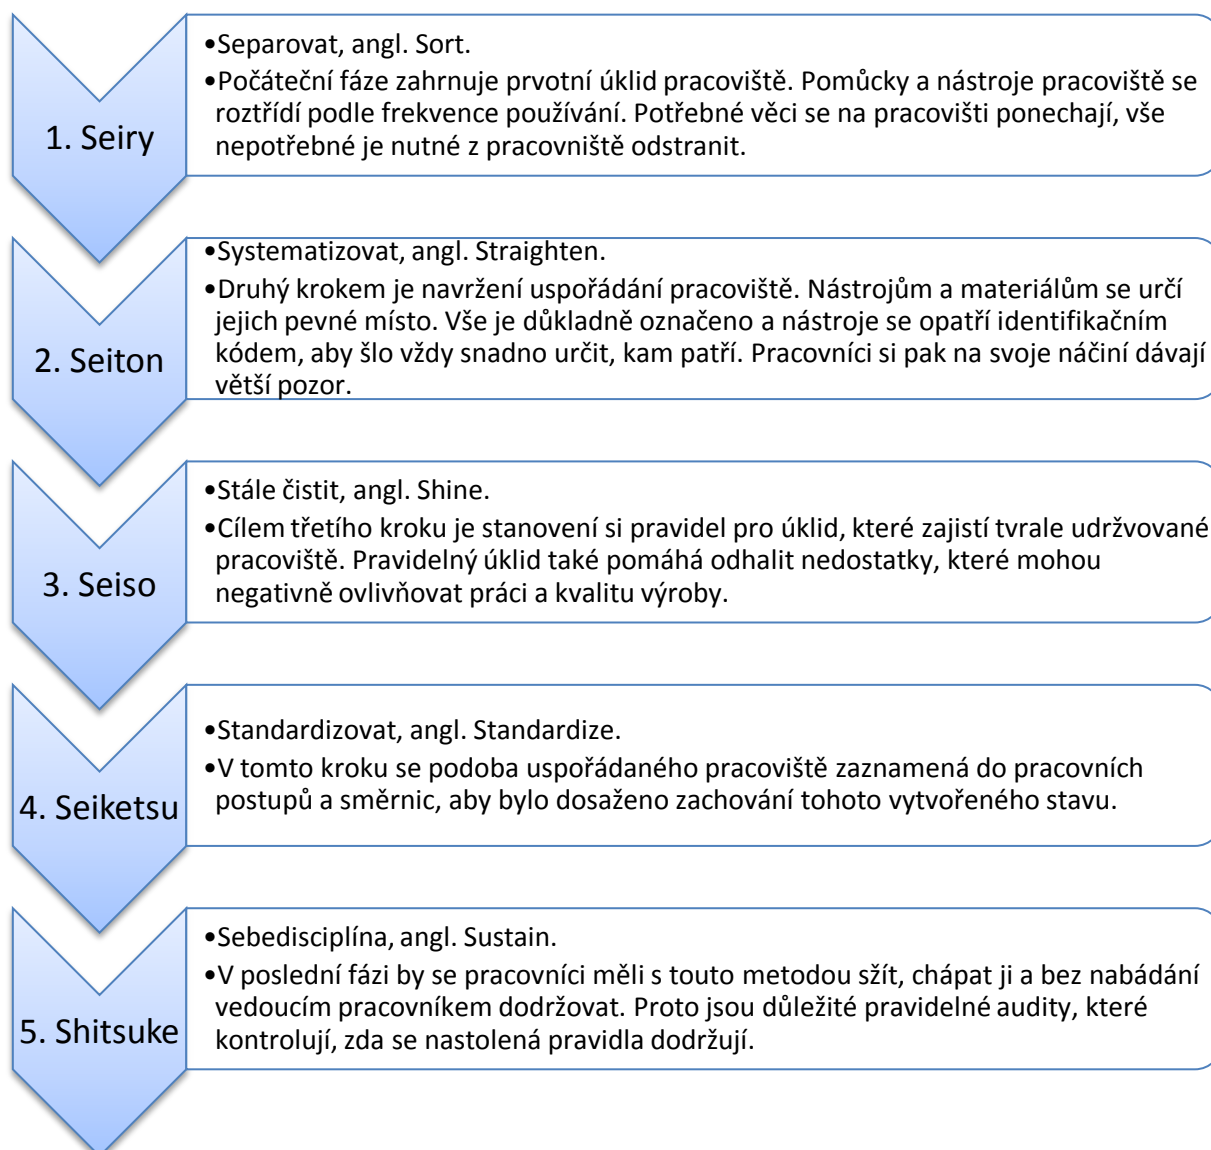 1. Seiry
•Separovat, angl. Sort.
•Počáteční fáze zahrnuje prvotní úklid pracoviště. Pomůcky a nástroje pracoviště se
roztřídí podle frekvence používání. Potřebné věci se na pracovišti ponechají, vše
nepotřebné je nutné z pracovniště odstranit.
2. Seiton
•Systematizovat, angl. Straighten.
•Druhý krokem je navržení uspořádání pracoviště. Nástrojům a materiálům se určí
jejich pevné místo. Vše je důkladně označeno a nástroje se opatří identifikačním
kódem, aby šlo vždy snadno určit, kam patří. Pracovníci si pak na svoje náčiní dávají
větší pozor.
3. Seiso
•Stále čistit, angl. Shine.
•Cílem třetího kroku je stanovení si pravidel pro úklid, které zajistí tvrale udržvované
pracoviště. Pravidelný úklid také pomáhá odhalit nedostatky, které mohou
negativně ovlivňovat práci a kvalitu výroby.
4. Seiketsu
•Standardizovat, angl. Standardize.
•V tomto kroku se podoba uspořádaného pracoviště zaznamená do pracovních
postupů a směrnic, aby bylo dosaženo zachování tohoto vytvořeného stavu.
5. Shitsuke
•Sebedisciplína, angl. Sustain.
•V poslední fázi by se pracovníci měli s touto metodou sžít, chápat ji a bez nabádání
vedoucím pracovníkem dodržovat. Proto jsou důležité pravidelné audity, které
kontrolují, zda se nastolená pravidla dodržují.